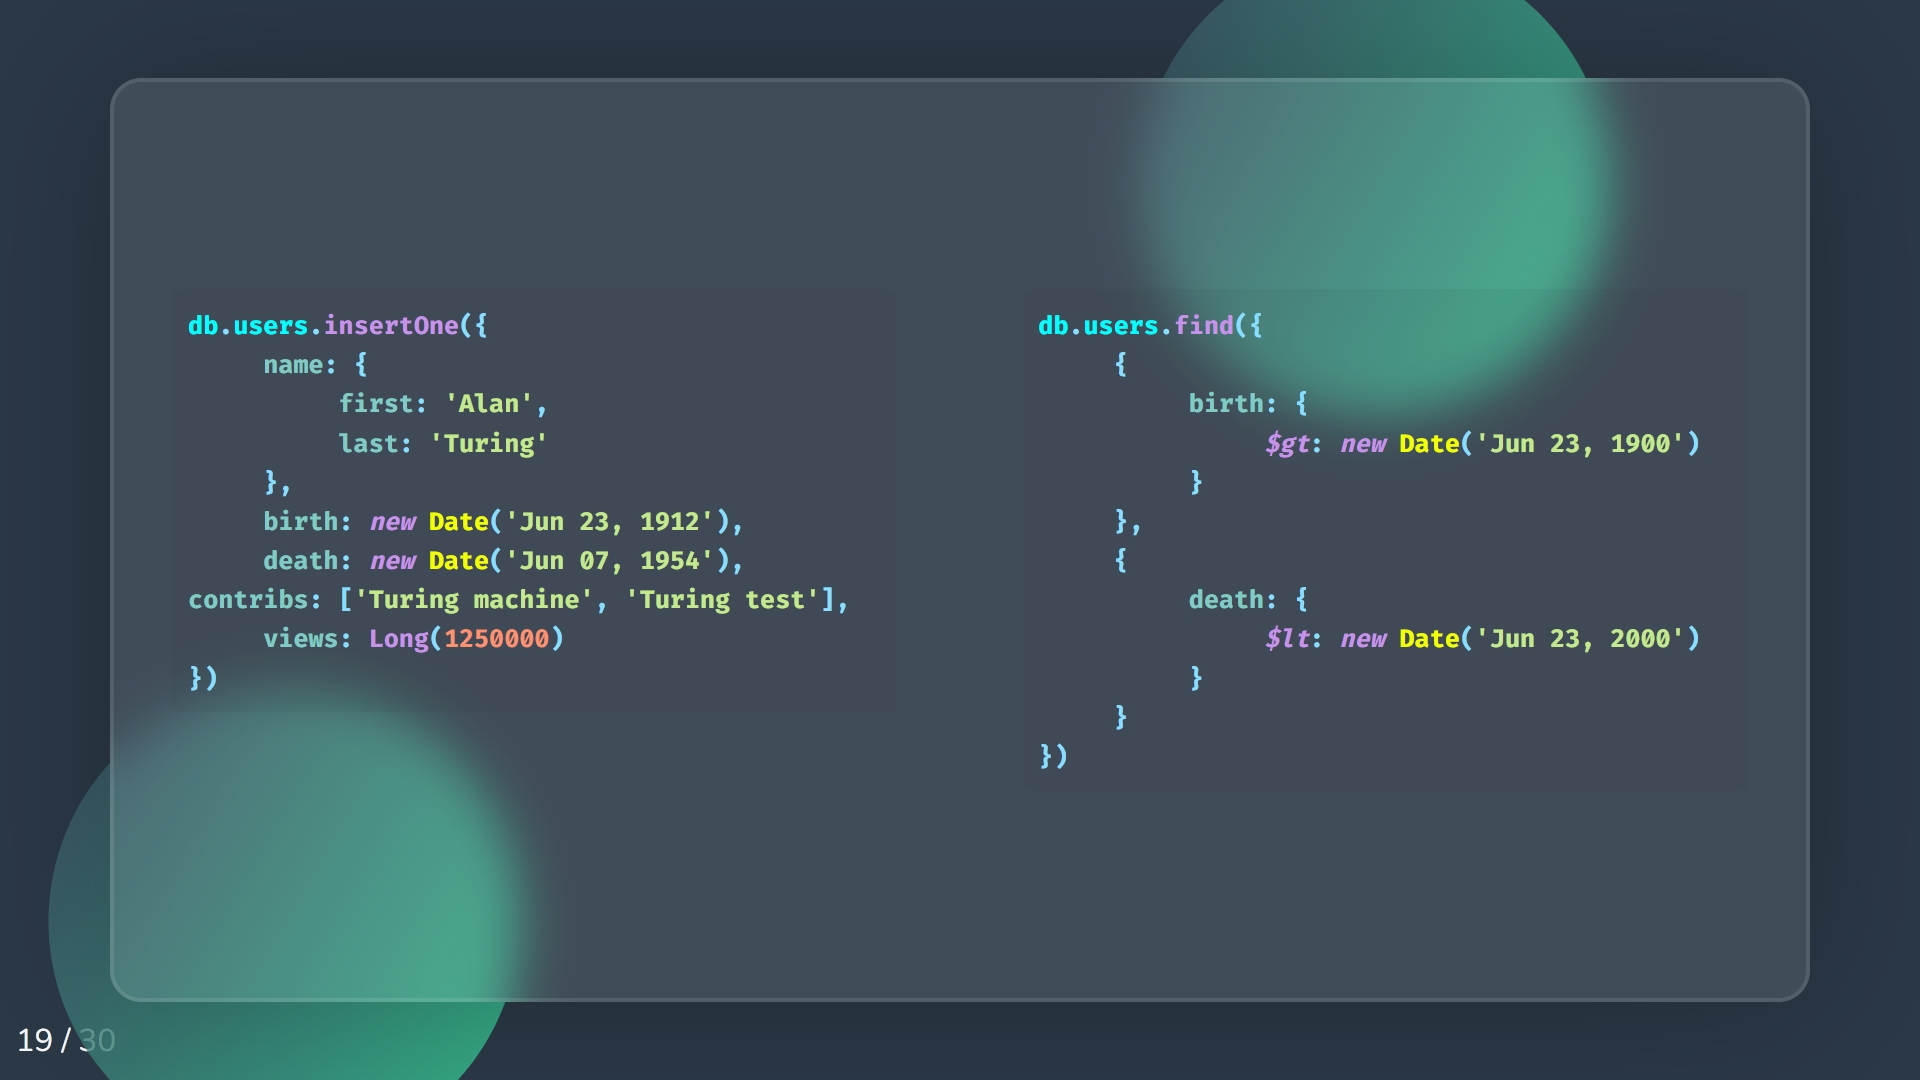 db.users.insertOne({
     name: {
          first: 'Alan',
          last: 'Turing'
     },
     birth: new Date('Jun 23, 1912'),
     death: new Date('Jun 07, 1954'),
contribs: ['Turing machine', 'Turing test'],
     views: Long(1250000)
})
db.users.find({
     {
          birth: {
               $gt: new Date('Jun 23, 1900')
          }
     },
     {
          death: {
               $lt: new Date('Jun 23, 2000')
          }
     }
})
19 / 30